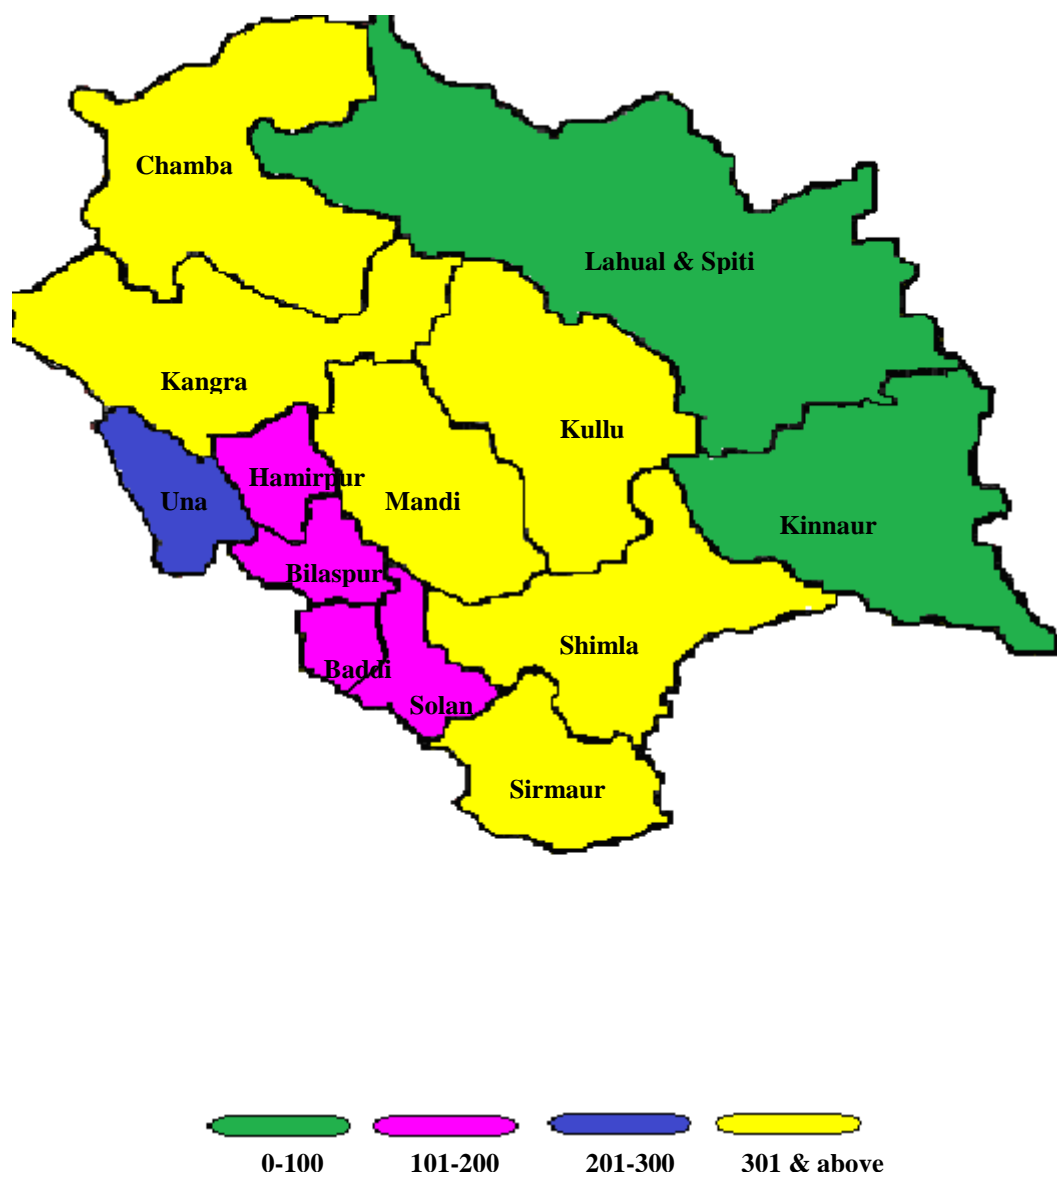 Chamba
Lahual & Spiti
Kangra
Kullu
Hamirpur
Una
Mandi
Kinnaur
Bilaspur
Shimla
Baddi
Solan
Sirmaur
0-100 101-200 201-300 301 & above